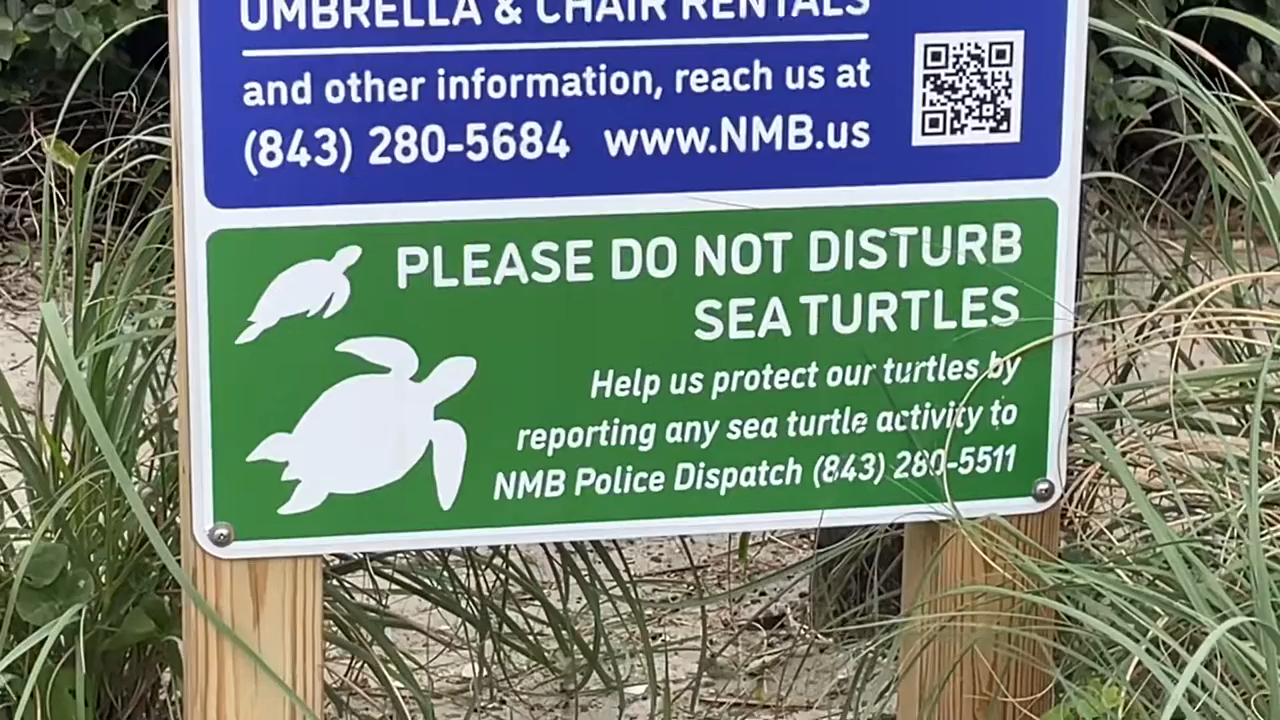 UMBRELLA & CHAIR RENTALS
and other information, reach us at
(843) 280-5684 www.NMB.us
PLEASE DO NOT DISTURB
SEA TURTLES
Help us protect our turtles by
reporting any sea turtle activity to
NMB Police Dispatch (843) 280-5511